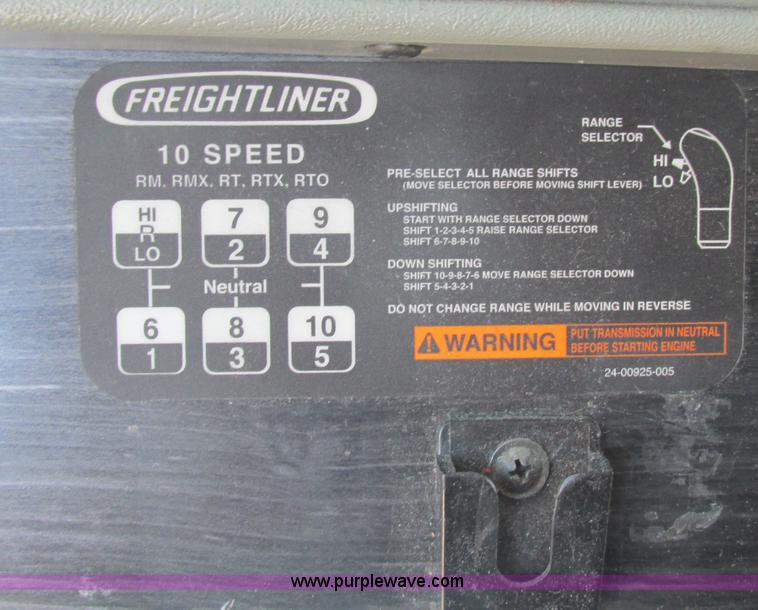 FREIGHTLINER
10 SPEED
RM, RMX, RT, RTX, RTO
HI
R
LO
7
2
9
4
Neutral
6
1
8
3
10
5
RANGE
SELECTOR
HI
LO
PRE-SELECT ALL RANGE SHIFTS
(MOVE SELECTOR BEFORE MOVING SHIFT LEVER)
UPSHIFTING
START WITH RANGE SELECTOR DOWN
SHIFT 1-2-3-4-5 RAISE RANGE SELECTOR
SHIFT 6-7-8-9-10
DOWN SHIFTING
SHIFT 10-9-8-7-6 MOVE RANGE SELECTOR DOWN
SHIFT 5-4-3-2-1
DO NOT CHANGE RANGE WHILE MOVING IN REVERSE
WARNING
PUT TRANSMISSION IN NEUTRAL
BEFORE STARTING ENGINE
24-00925-005
www.purplewave.com